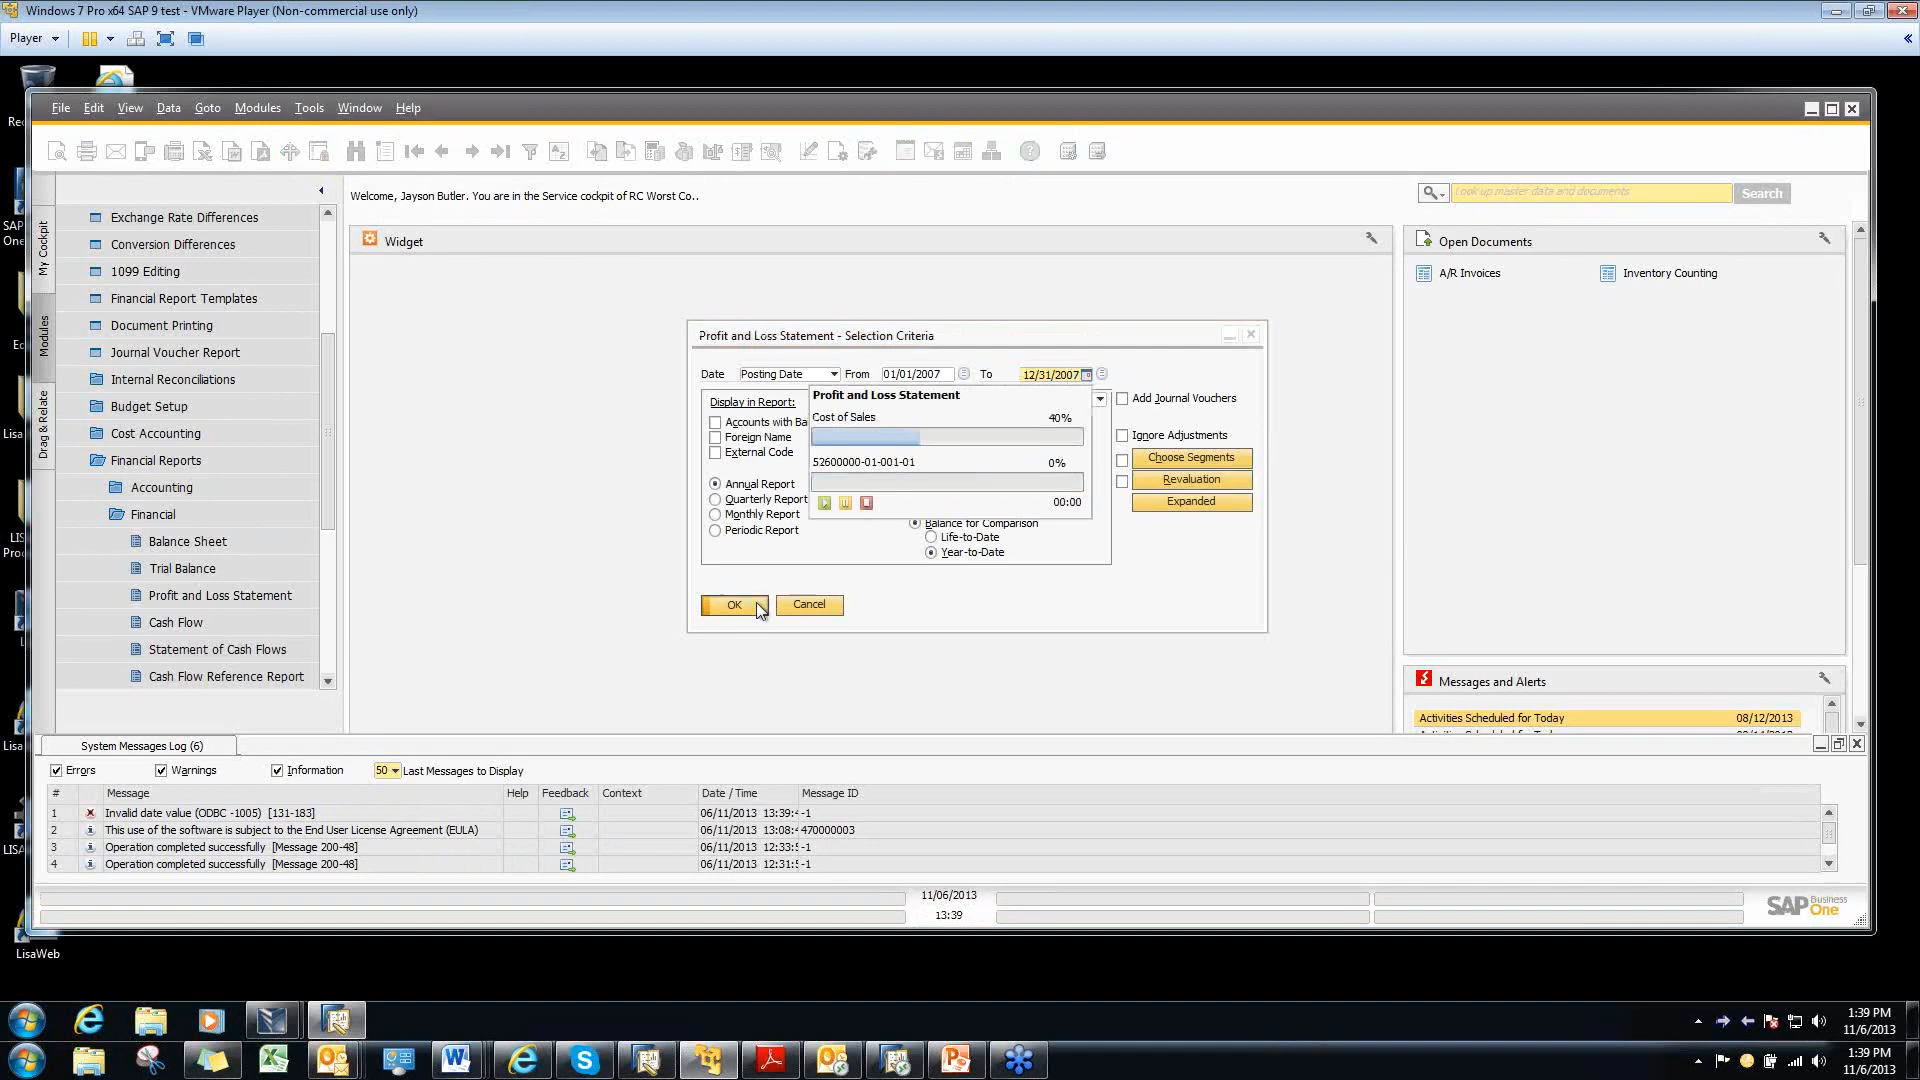 Windows 7 Pro x64 SAP 9 test - VMware Player (Non-commercial use only)
Player
File Edit View Data Goto Modules Tools Window Help
Welcome, Jayson Butler. You are in the Service cockpit of RC Worst Co..
Look up master data and documents
Search
My Cockpit
Modules
Drag & Relate
Exchange Rate Differences
Conversion Differences
1099 Editing
Financial Report Templates
Document Printing
Journal Voucher Report
Internal Reconciliations
Budget Setup
Cost Accounting
Financial Reports
Accounting
Financial
Balance Sheet
Trial Balance
Profit and Loss Statement
Cash Flow
Statement of Cash Flows
Cash Flow Reference Report
Widget
Open Documents
A/R Invoices
Inventory Counting
Profit and Loss Statement - Selection Criteria
Date Posting Date From 01/01/2007 To 12/31/2007
Display in Report:
Accounts with Ba
Foreign Name
External Code
Annual Report
Quarterly Report
Monthly Report
Periodic Report
Profit and Loss Statement
Cost of Sales 40%
52600000-01-001-01 0%
00:00
Balance for Comparison
Life-to-Date
Year-to-Date
Add Journal Vouchers
Ignore Adjustments
Choose Segments
Revaluation
Expanded
OK Cancel
Messages and Alerts
Activities Scheduled for Today 08/12/2013
System Messages Log (6)
Errors Warnings Information 50 Last Messages to Display
# Message Help Feedback Context Date / Time Message ID
1 Invalid date value (ODBC -1005) [131-183] 06/11/2013 13:39: -1
2 This use of the software is subject to the End User License Agreement (EULA) 06/11/2013 13:08: 470000003
3 Operation completed successfully [Message 200-48] 06/11/2013 12:33: -1
4 Operation completed successfully [Message 200-48] 06/11/2013 12:31: -1
11/06/2013
13:39
SAP Business One
LisaWeb
1:39 PM
11/6/2013
1:39 PM
11/6/2013